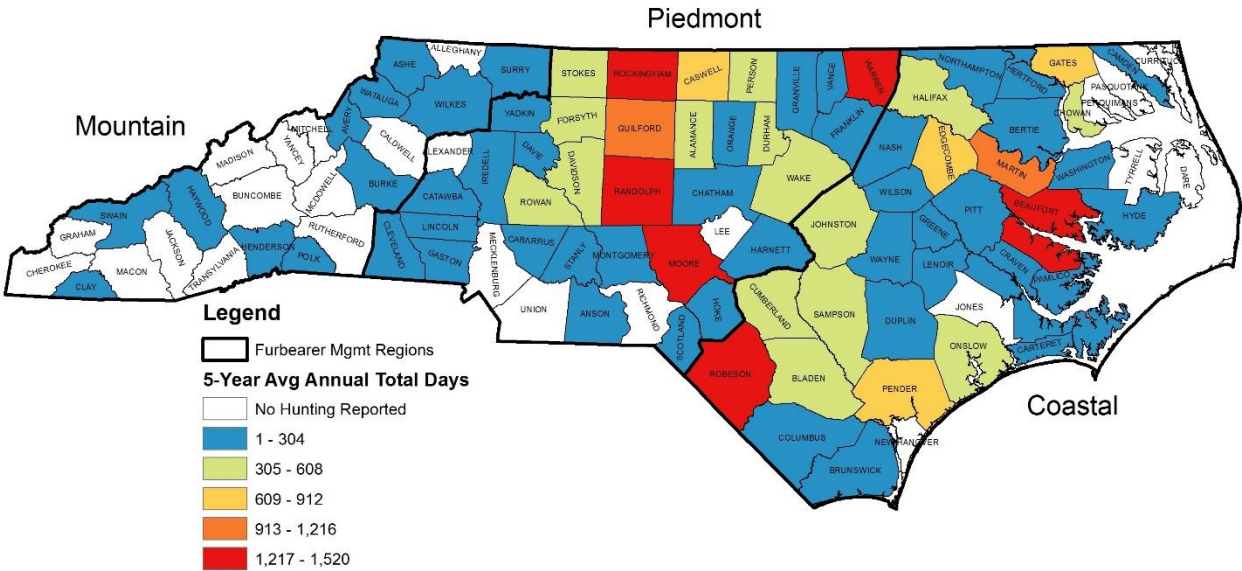 Piedmont
Mountain
Coastal
ALLEGHANY
ASHE
SURRY
STOKES
ROCKINGHAM
CASWELL
PERSON
GRANVILLE
VANCE
WARREN
NORTHAMPTON
HERTFORD
GATES
CAMDEN
CURRITUCK
PASQUOTANK
PERQUIMANS
CHOWAN
WATAUGA
WILKES
YADKIN
FORSYTH
GUILFORD
ALAMANCE
ORANGE
DURHAM
FRANKLIN
HALIFAX
BERTIE
MITCHELL
AVERY
CALDWELL
LEXANDER
IREDELL
DAVIE
DAVIDSON
RANDOLPH
CHATHAM
WAKE
NASH
EDGECOMBE
MARTIN
WASHINGTON
TYRRELL
DARE
MADISON
YANCEY
MCDOWELL
BURKE
CATAWBA
ROWAN
JOHNSTON
WILSON
PITT
BEAUFORT
HYDE
HAYWOOD
BUNCOMBE
RUTHERFORD
CLEVELAND
LINCOLN
GASTON
MECKLENBURG
CABARRUS
STANLY
MONTGOMERY
MOORE
LEE
HARNETT
WAYNE
GREENE
LENOIR
CRAVEN
PAMLICO
SWAIN
GRAHAM
CHEROKEE
CLAY
MACON
JACKSON
TRANSYLVANIA
HENDERSON
POLK
UNION
ANSON
RICHMOND
SCOTLAND
HOKE
CUMBERLAND
SAMPSON
DUPLIN
JONES
ONSLOW
CARTERET
ROBESON
BLADEN
PENDER
NEW HANOVER
COLUMBUS
BRUNSWICK
Legend
Furbearer Mgmt Regions
5-Year Avg Annual Total Days
No Hunting Reported
1 - 304
305 - 608
609 - 912
913 - 1,216
1,217 - 1,520